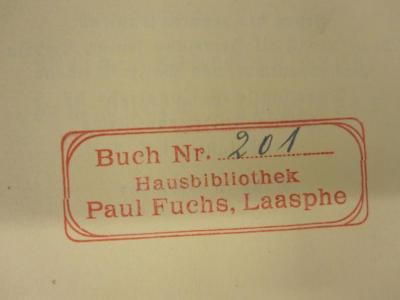 Buch Nr. 201
Hausbibliothek
Paul Fuchs, Laasphe